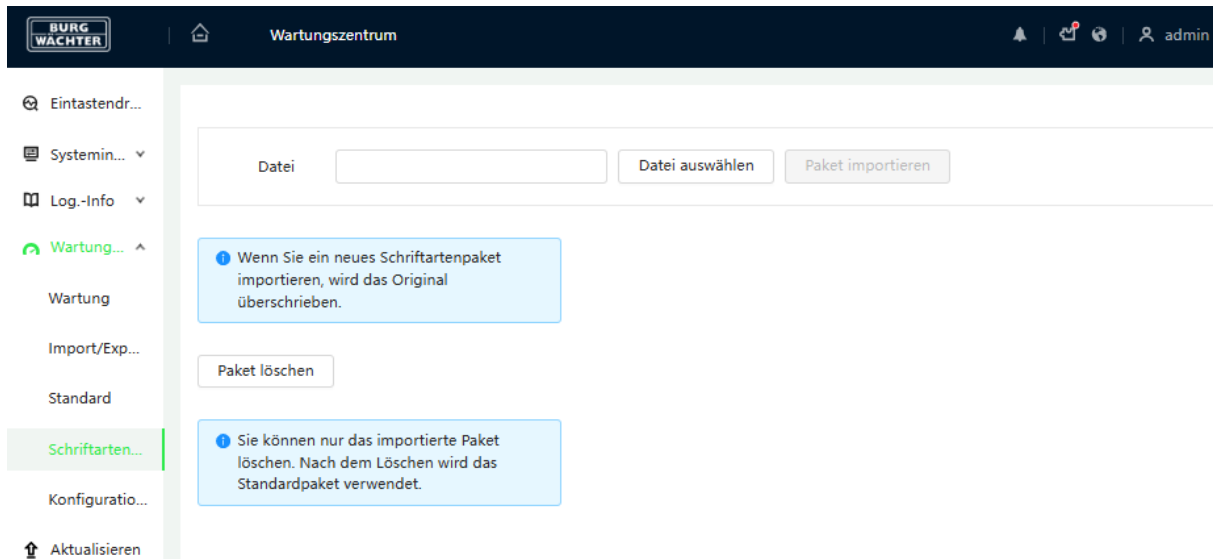 BURG
WÄCHTER
Wartungszentrum
admin
Eintastendr...
Systemin...
Log.-Info
Wartung...
Wartung
Import/Exp...
Standard
Schriftarten...
Konfiguratio...
Aktualisieren
Datei
Datei auswählen
Paket importieren
Wenn Sie ein neues Schriftartenpaket
importieren, wird das Original
überschrieben.
Paket löschen
Sie können nur das importierte Paket
löschen. Nach dem Löschen wird das
Standardpaket verwendet.